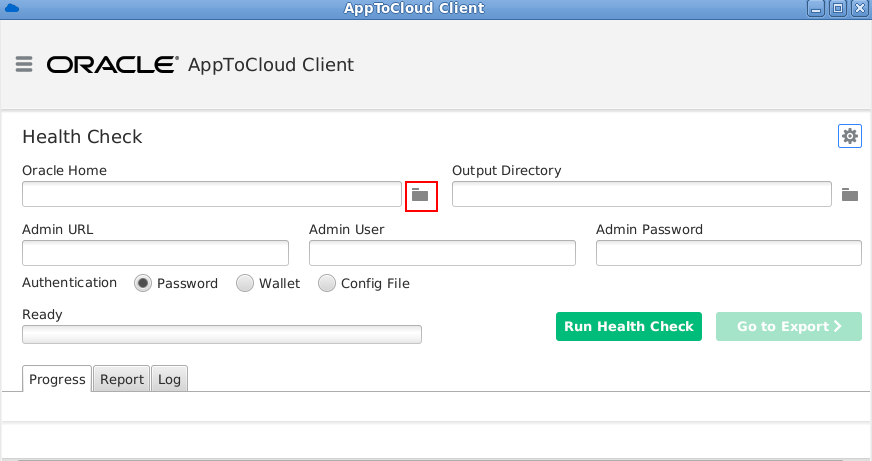 AppToCloud Client
ORACLE® AppToCloud Client
Health Check
Oracle Home Output Directory
Admin URL Admin User Admin Password
Authentication Password Wallet Config File
Ready
Run Health Check Go to Export
Progress Report Log